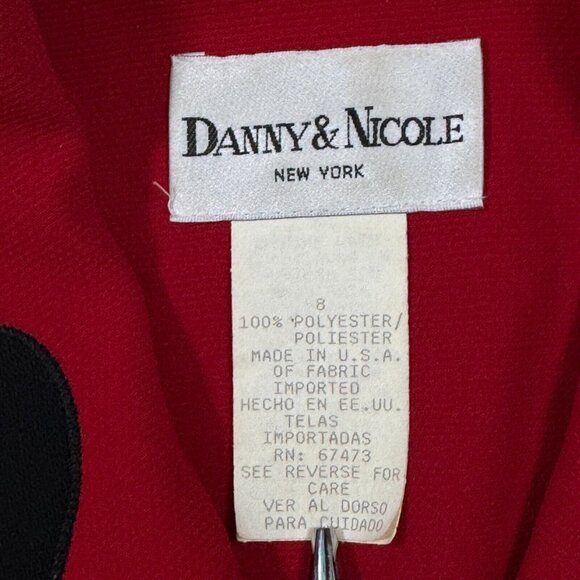 DANNY & NICOLE
NEW YORK
8
100% POLYESTER/
POLIESTER
MADE IN U.S.A.
OF FABRIC
IMPORTED
HECHO EN EE.UU.
TELAS
IMPORTADAS
RN: 67473
SEE REVERSE FOR
CARE
VER AL DORSO
PARA CUIDADO